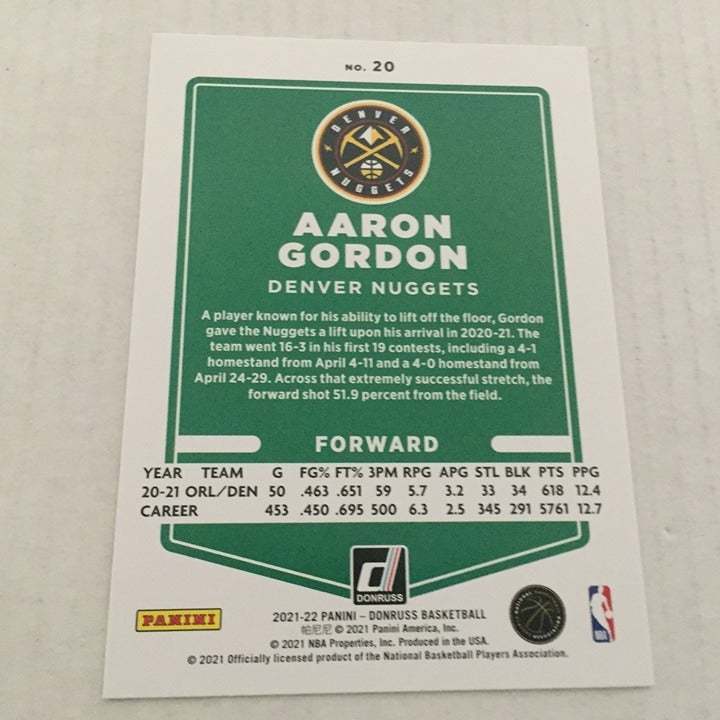 NO. 20
DENVER
NUGGETS
AARON
GORDON
DENVER NUGGETS
A player known for his ability to lift off the floor, Gordon
gave the Nuggets a lift upon his arrival in 2020-21. The
team went 16-3 in his first 19 contests, including a 4-1
homestand from April 4-11 and a 4-0 homestand from
April 24-29. Across that extremely successful stretch, the
forward shot 51.9 percent from the field.
FORWARD
YEAR TEAM G FG% FT% 3PM RPG APG STL BLK PTS PPG
20-21 ORL/DEN 50 .463 .651 59 5.7 3.2 33 34 618 12.4
CAREER 453 .450 .695 500 6.3 2.5 345 291 5761 12.7
d
DONRUSS
PANINI
2021-22 PANINI – DONRUSS BASKETBALL
帕尼尼 © 2021 Panini America, Inc.
© 2021 NBA Properties, Inc. Produced in the USA.
© 2021 Officially licensed product of the National Basketball Players Association.
NBA